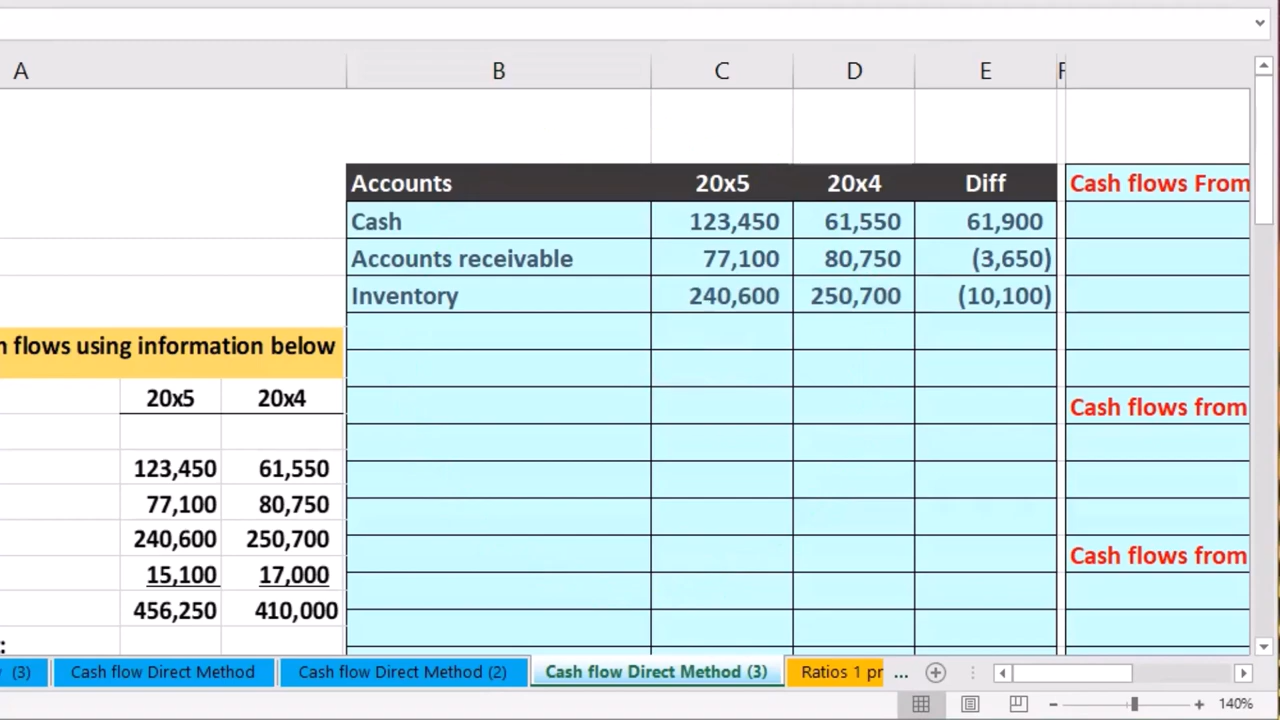 A B C D E F
Accounts 20x5 20x4 Diff Cash flows From
Cash 123,450 61,550 61,900
Accounts receivable 77,100 80,750 (3,650)
Inventory 240,600 250,700 (10,100)
flows using information below
20x5 20x4
Cash flows from
123,450 61,550
77,100 80,750
240,600 250,700
Cash flows from
15,100 17,000
456,250 410,000
:
(3) Cash flow Direct Method Cash flow Direct Method (2) Cash flow Direct Method (3) Ratios 1 pr ...
140%